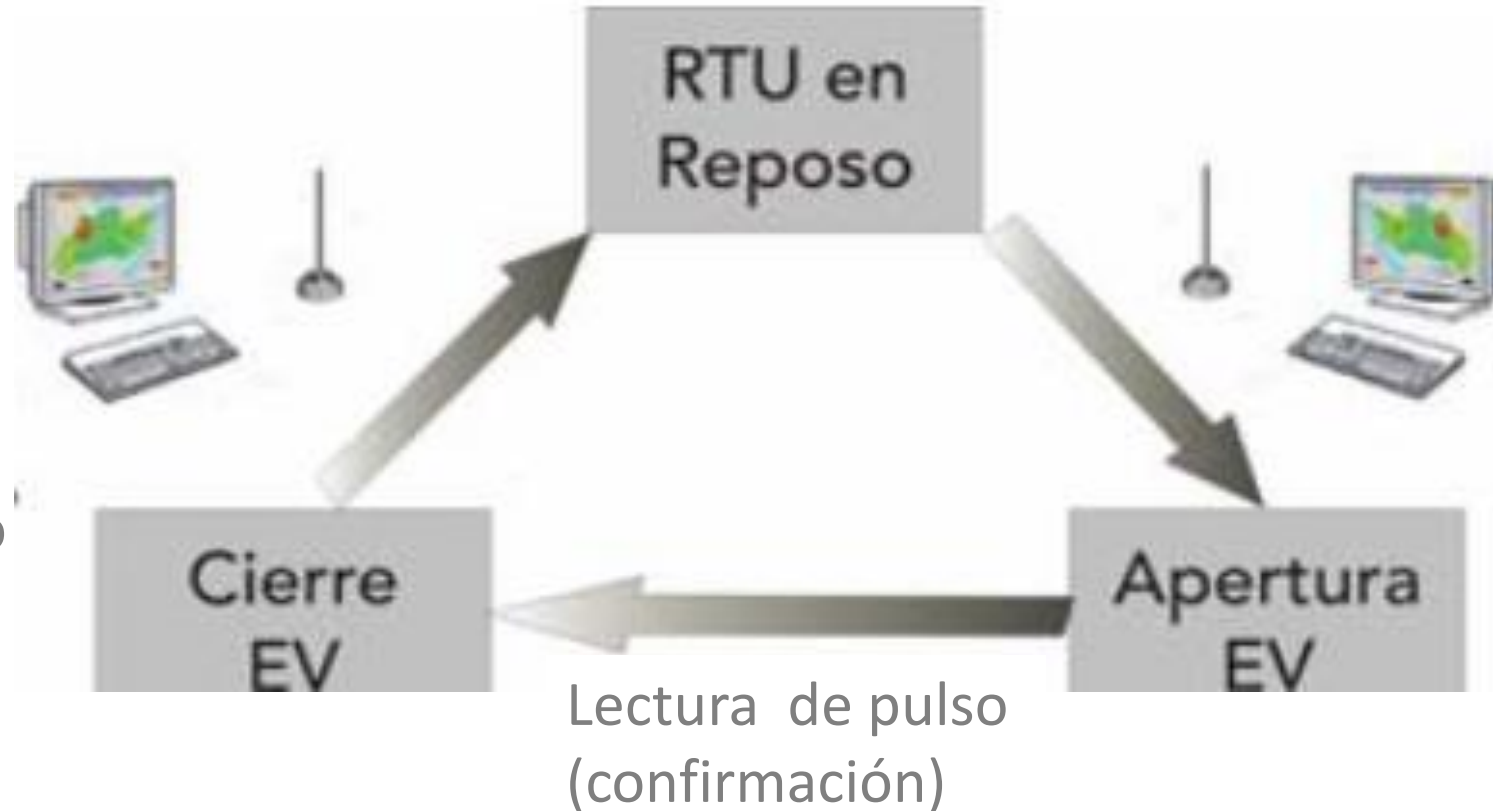 RTU en
Reposo
Cierre
EV
Apertura
EV
Lectura  de pulso
(confirmación)